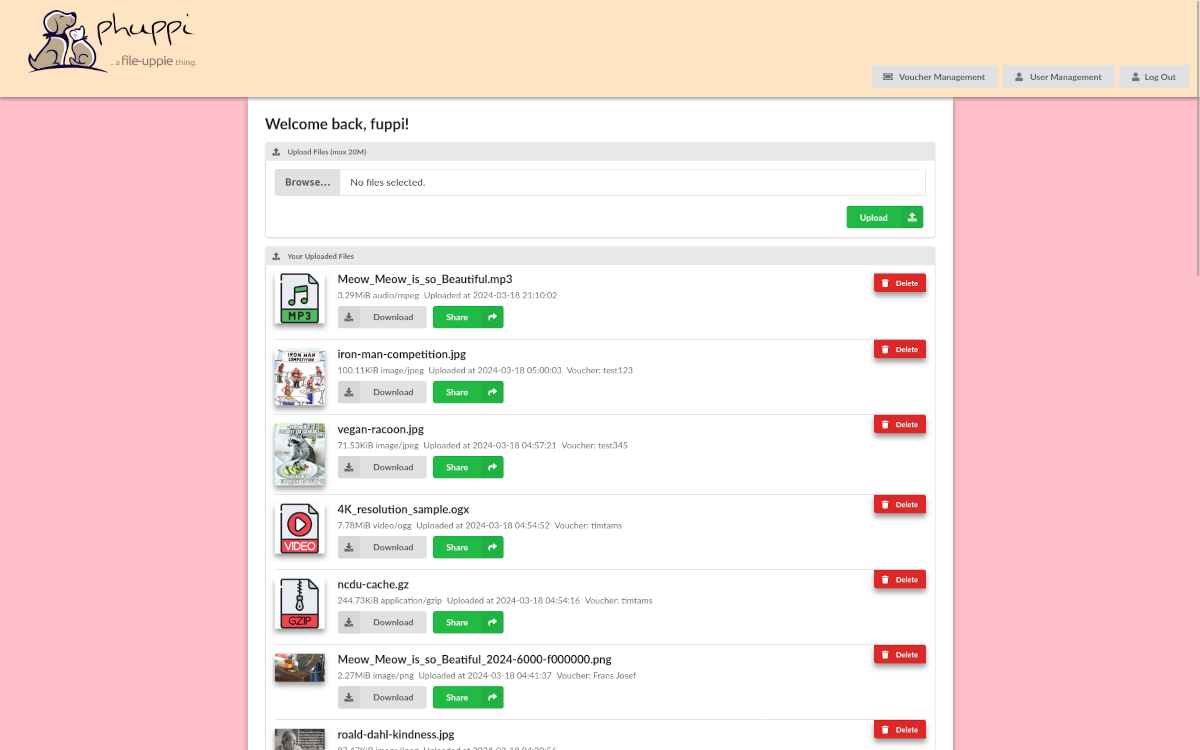 phuppi
... a file-uppie thing.
Voucher Management
User Management
Log Out
Welcome back, fuppi!
Upload Files (max 20M)
Browse... No files selected.
Upload
Your Uploaded Files
MP3
Meow_Meow_is_so_Beautiful.mp3
Delete
3.29MiB audio/mpeg Uploaded at 2024-03-18 21:10:02
Download
Share
IRON MAN
COMPETITION
iron-man-competition.jpg
Delete
100.11KiB image/jpeg Uploaded at 2024-03-18 05:00:03 Voucher: test123
Download
Share
vegan-racoon.jpg
Delete
71.53KiB image/jpeg Uploaded at 2024-03-18 04:57:21 Voucher: test345
Download
Share
VIDEO
4K_resolution_sample.ogx
Delete
7.78MiB video/ogg Uploaded at 2024-03-18 04:54:52 Voucher: timtams
Download
Share
GZIP
ncdu-cache.gz
Delete
244.73KiB application/gzip Uploaded at 2024-03-18 04:54:16 Voucher: timtams
Download
Share
Meow_Meow_is_so_Beatiful_2024-6000-f000000.png
Delete
2.27MiB image/png Uploaded at 2024-03-18 04:41:37 Voucher: Frans Josef
Download
Share
roald-dahl-kindness.jpg
Delete